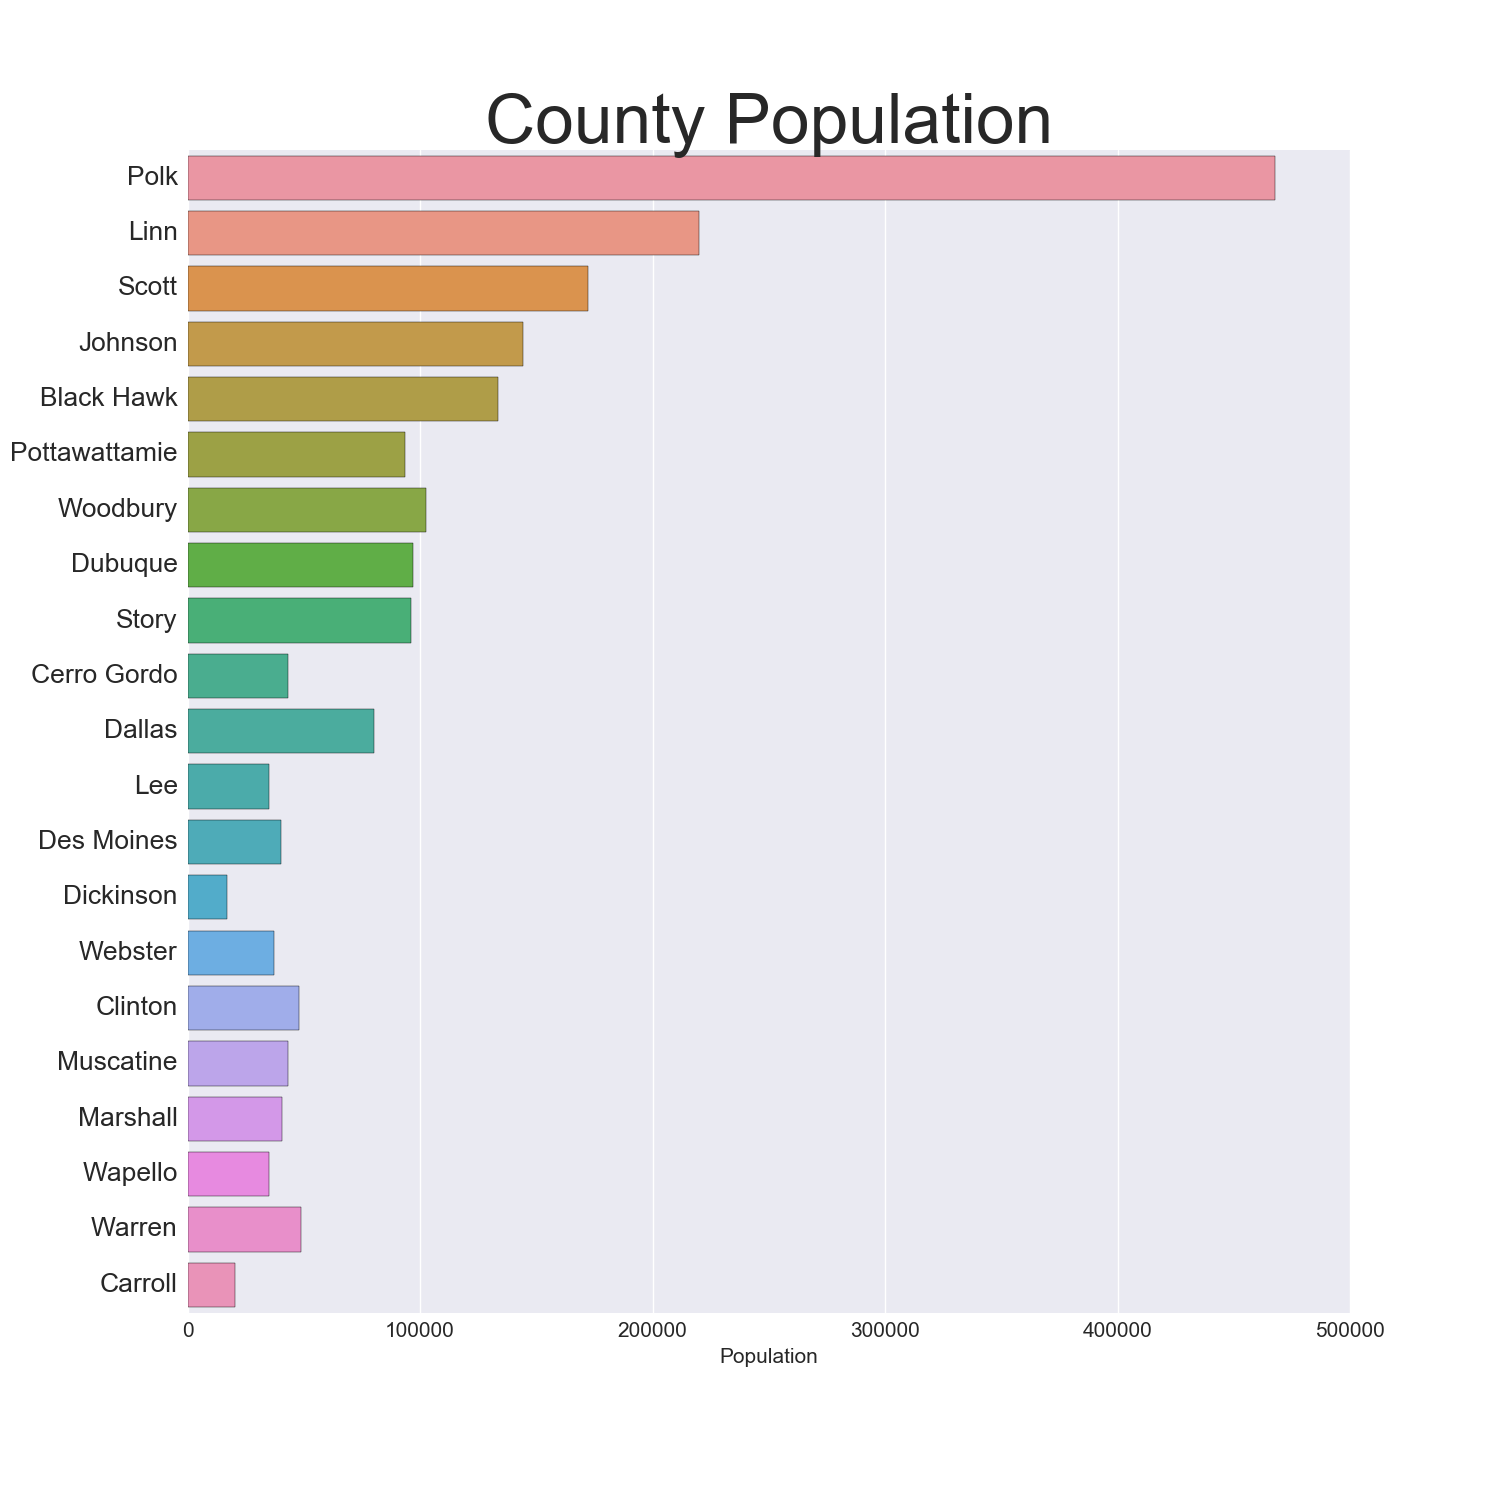 County Population
Polk
Linn
Scott
Johnson
Black Hawk
Pottawattamie
Woodbury
Dubuque
Story
Cerro Gordo
Dallas
Lee
Des Moines
Dickinson
Webster
Clinton
Muscatine
Marshall
Wapello
Warren
Carroll
0 100000 200000 300000 400000 500000
Population